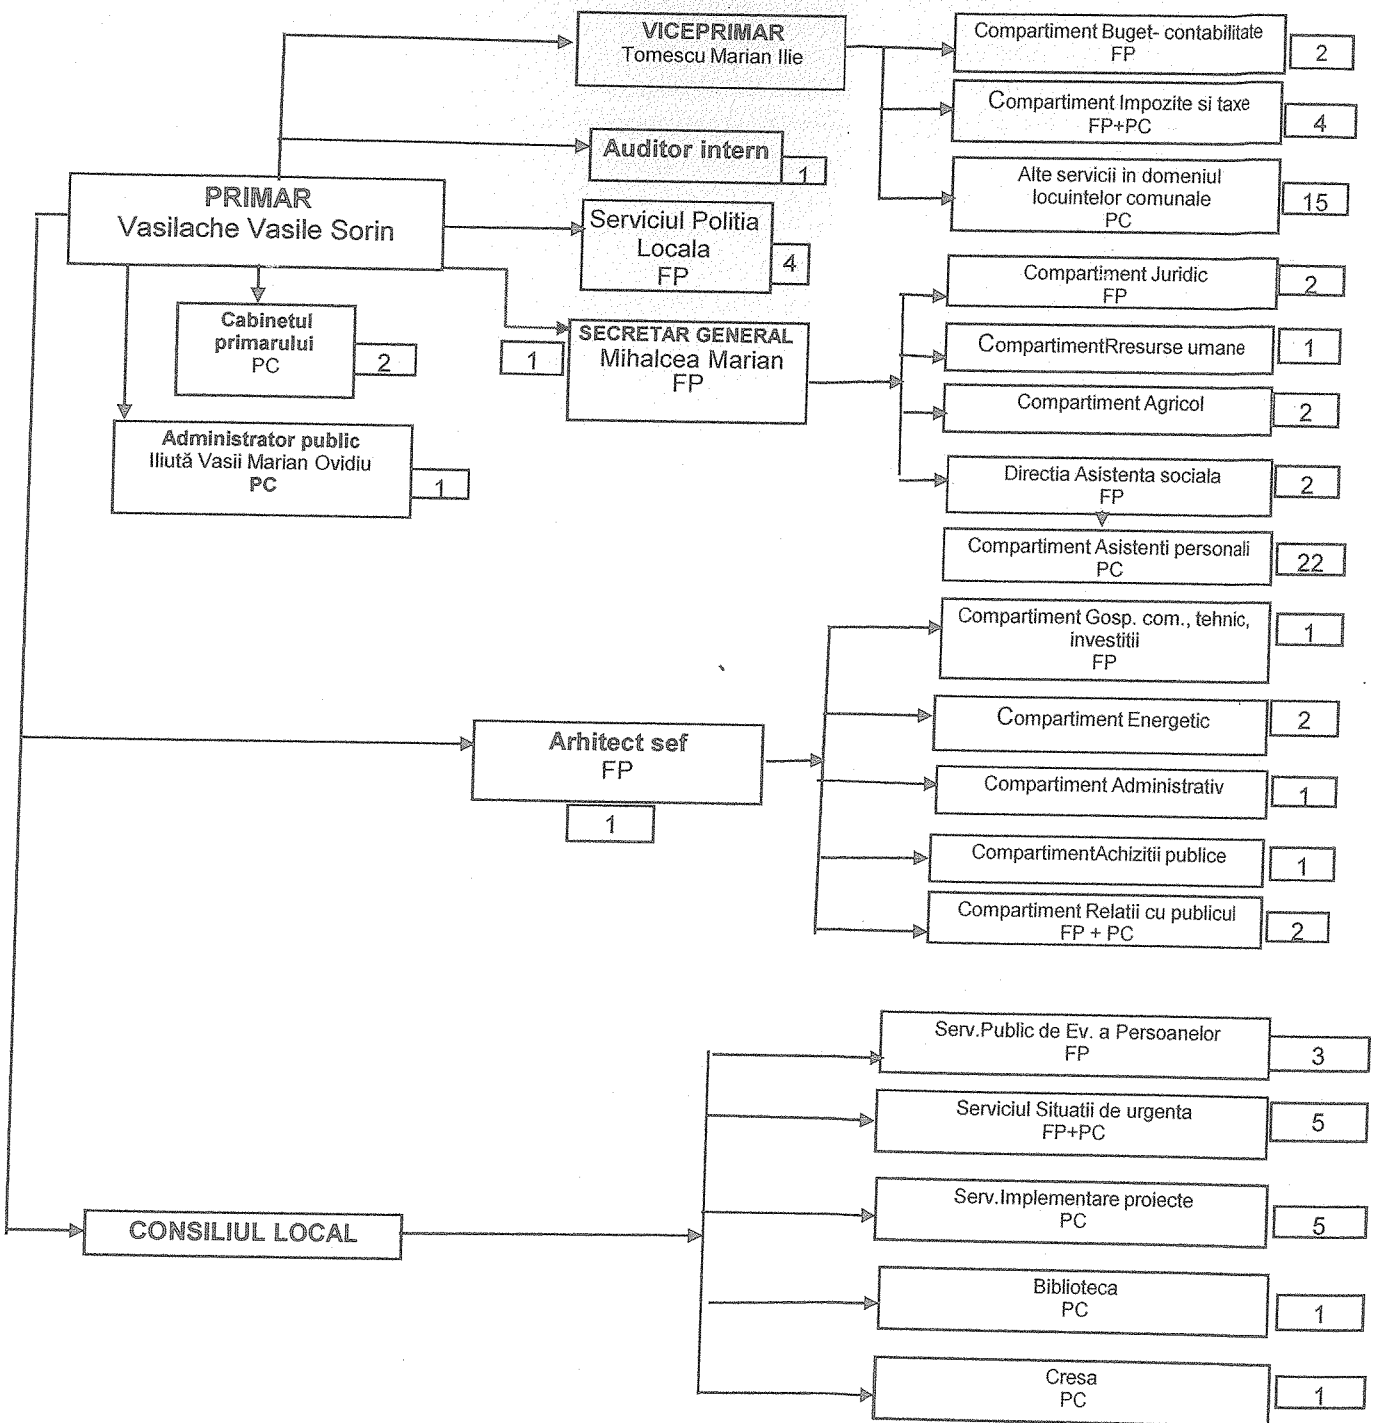 VICEPRIMAR
Tomescu Marian Ilie
Compartiment Buget- contabilitate
FP
2
Compartiment Impozite si taxe
FP+PC
4
Auditor intern
1
Alte servicii in domeniul
locuintelor comunale
PC
15
PRIMAR
Vasilache Vasile Sorin
Serviciul Politia
Locala
FP
4
Compartiment Juridic
FP
2
Cabinetul
primarului
PC
2
1
SECRETAR GENERAL
Mihalcea Marian
FP
CompartimentRresurse umane
1
Compartiment Agricol
2
Administrator public
Iliută Vasii Marian Ovidiu
PC
1
Directia Asistenta sociala
FP
2
Compartiment Asistenti personali
PC
22
Compartiment Gosp. com., tehnic,
investitii
FP
1
Arhitect sef
FP
1
Compartiment Energetic
2
Compartiment Administrativ
1
CompartimentAchizitii publice
1
Compartiment Relatii cu publicul
FP + PC
2
Serv.Public de Ev. a Persoanelor
FP
3
Serviciul Situatii de urgenta
FP+PC
5
Serv.Implementare proiecte
PC
5
CONSILIUL LOCAL
Biblioteca
PC
1
Cresa
PC
1